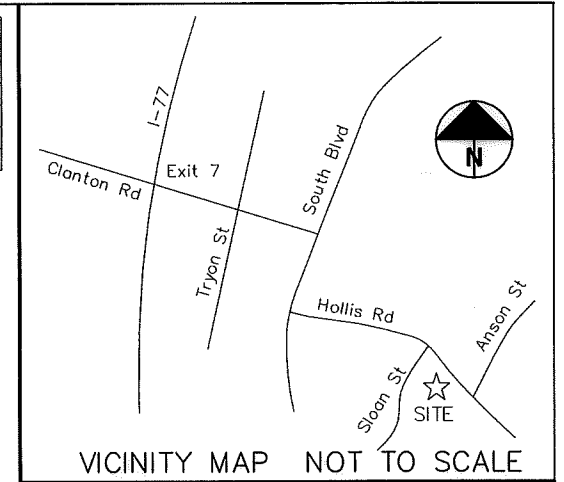 I-77
South Blvd
N
Exit 7
Clanton Rd
Tryon St
Hollis Rd
Anson St
Sloan St
SITE
VICINITY MAP NOT TO SCALE